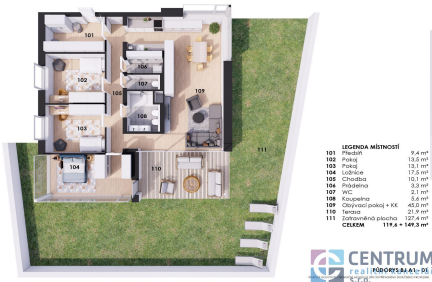 101
102
103
104
105
106
107
108
109
110
111
LEGENDA MÍSTNOSTÍ
101 Předsíň 9,4 m²
102 Pokoj 13,5 m²
103 Pokoj 13,1 m²
104 Ložnice 17,5 m²
105 Chodba 10,1 m²
106 Prádelna 3,3 m²
107 WC 2,1 m²
108 Koupelna 5,6 m²
109 Obývací pokoj + KK 45,0 m²
110 Terasa 21,9 m²
111 Zatravněná plocha 127,4 m²
CELKEM 119,6 + 149,3 m²
CENTRUM
s.r.o.